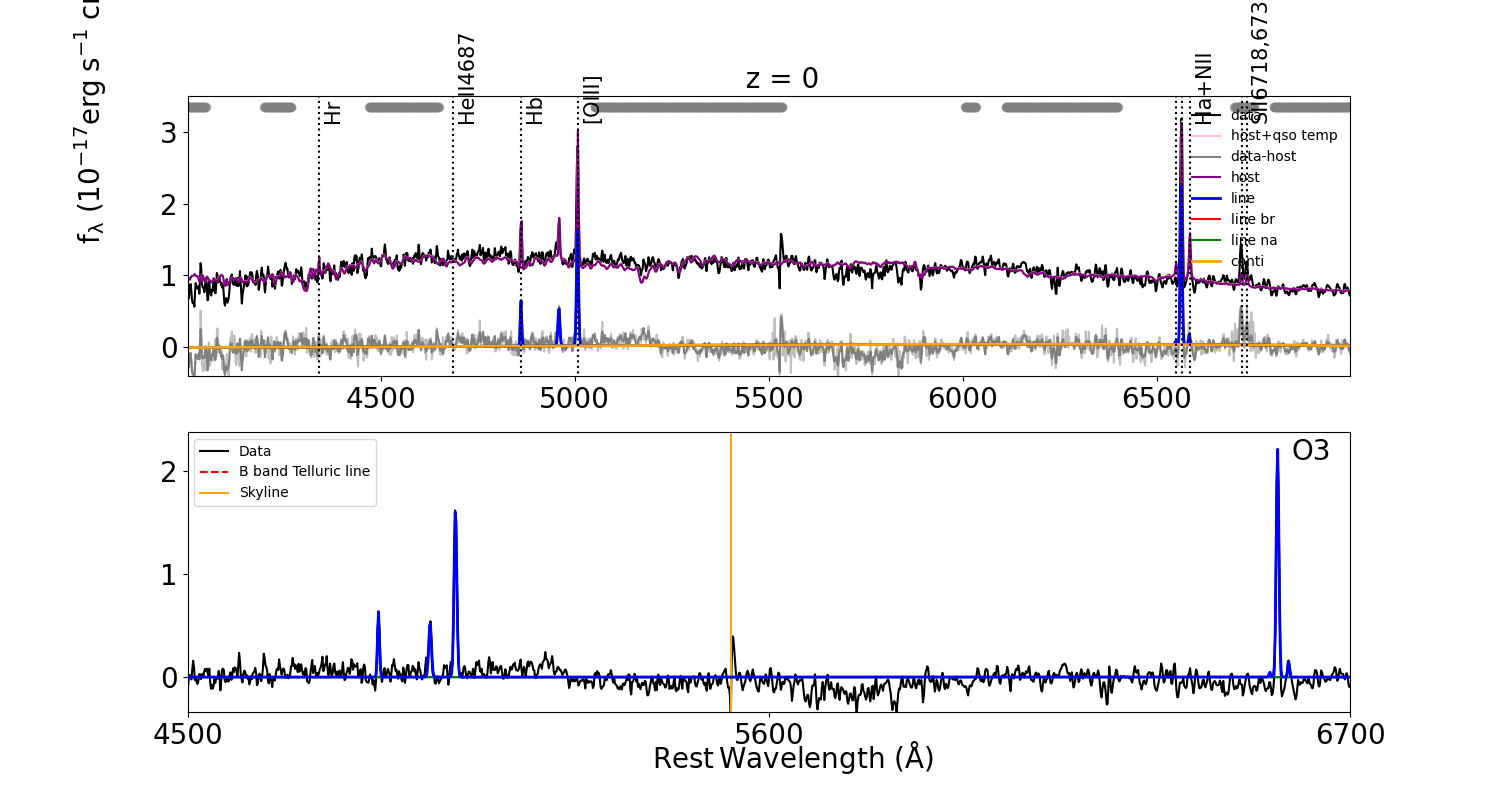 z = 0
f_λ (10^−17 erg s^−1
Hr
HeII4687
Hb
[OIII]
Ha+NII
SII6718,673
data
host+qso temp
data-host
host
line
line br
line na
conti
3
2
1
0
4500 5000 5500 6000 6500
Data
B band Telluric line
Skyline
O3
2
1
0
4500 5600 6700
Rest Wavelength (Å)